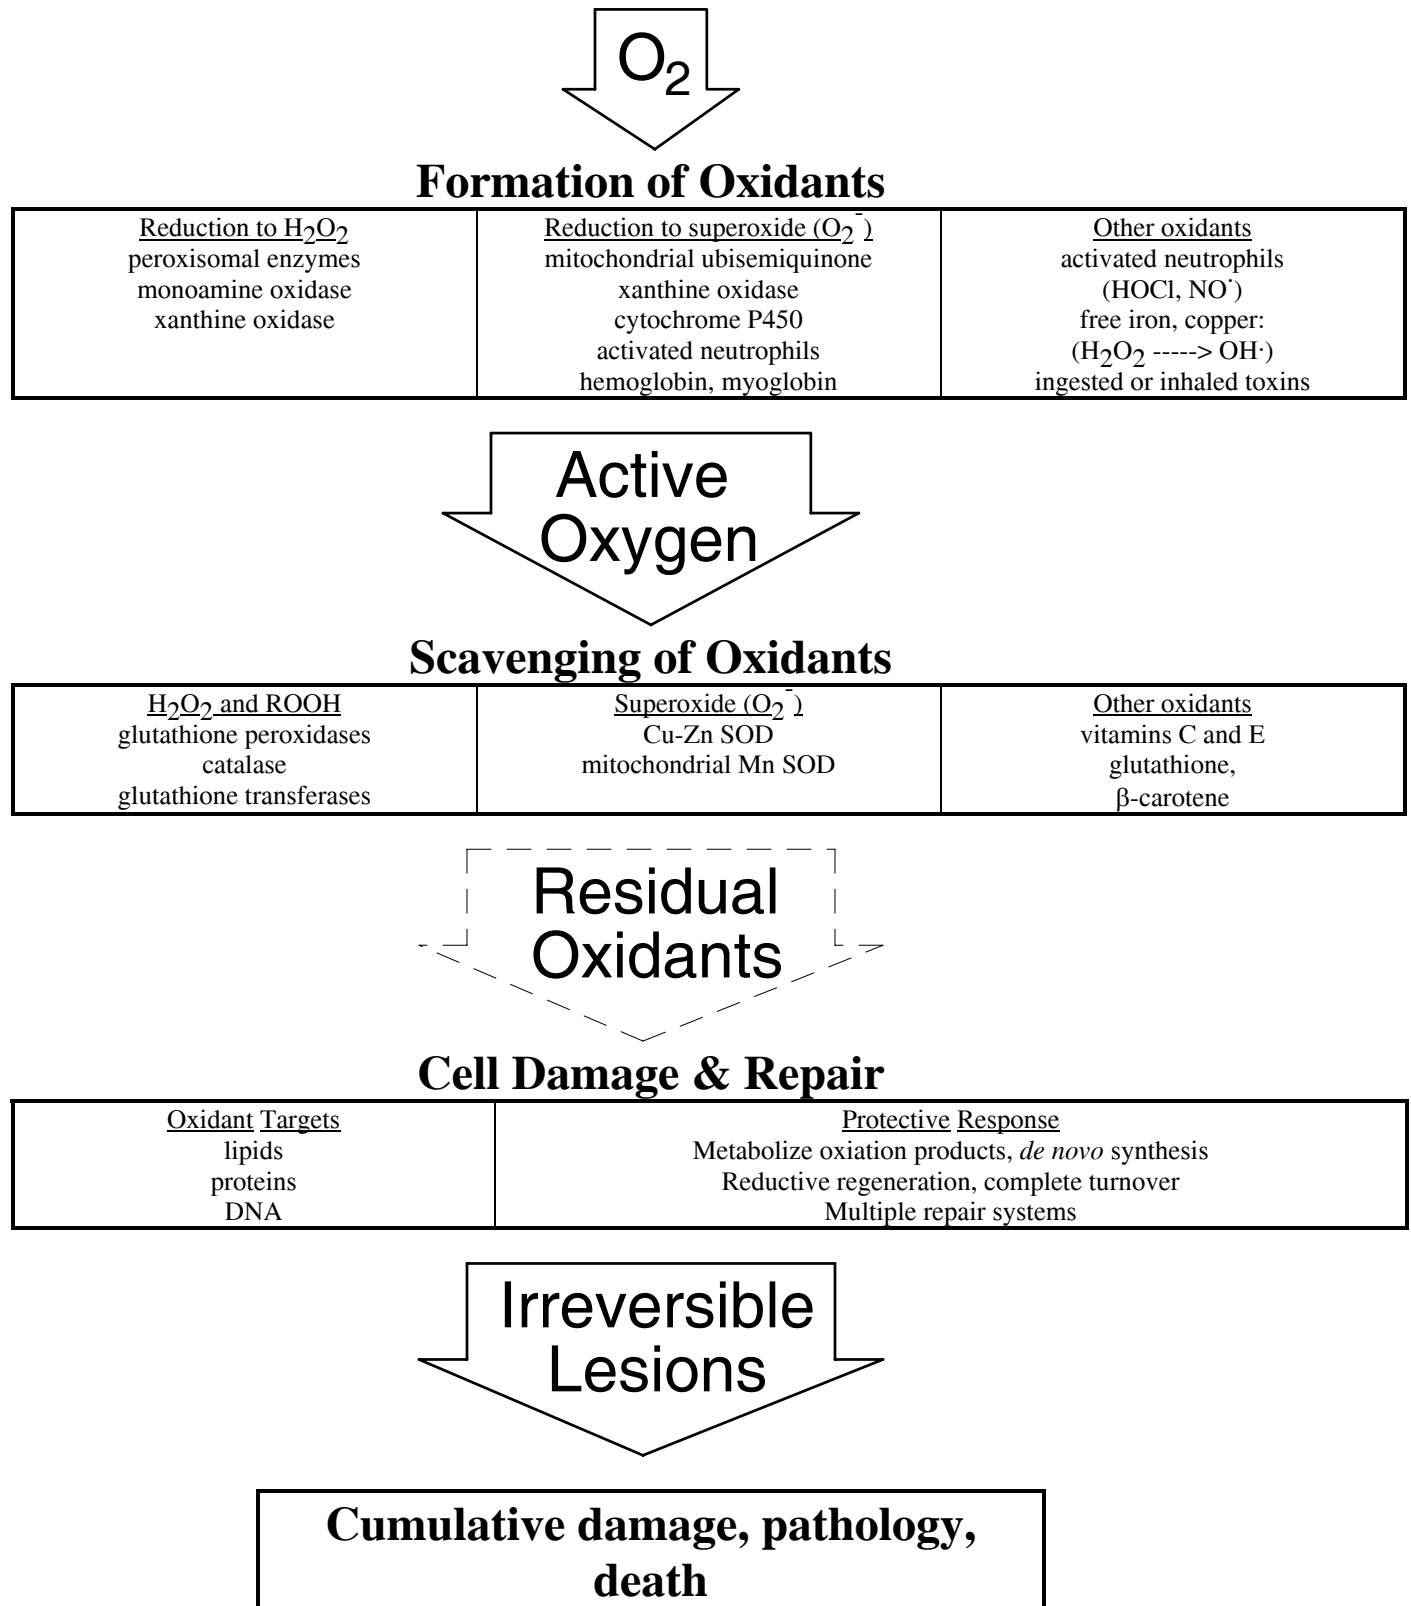 O₂
Formation of Oxidants
Reduction to H₂O₂
peroxisomal enzymes
monoamine oxidase
xanthine oxidase
Reduction to superoxide (O₂⁻)
mitochondrial ubisemiquinone
xanthine oxidase
cytochrome P450
activated neutrophils
hemoglobin, myoglobin
Other oxidants
activated neutrophils
(HOCl, NO˙)
free iron, copper:
(H₂O₂ -----> OH·)
ingested or inhaled toxins
Active
Oxygen
Scavenging of Oxidants
H₂O₂ and ROOH
glutathione peroxidases
catalase
glutathione transferases
Superoxide (O₂⁻)
Cu-Zn SOD
mitochondrial Mn SOD
Other oxidants
vitamins C and E
glutathione,
β-carotene
Residual
Oxidants
Cell Damage & Repair
Oxidant Targets
lipids
proteins
DNA
Protective Response
Metabolize oxiation products, de novo synthesis
Reductive regeneration, complete turnover
Multiple repair systems
Irreversible
Lesions
Cumulative damage, pathology,
death